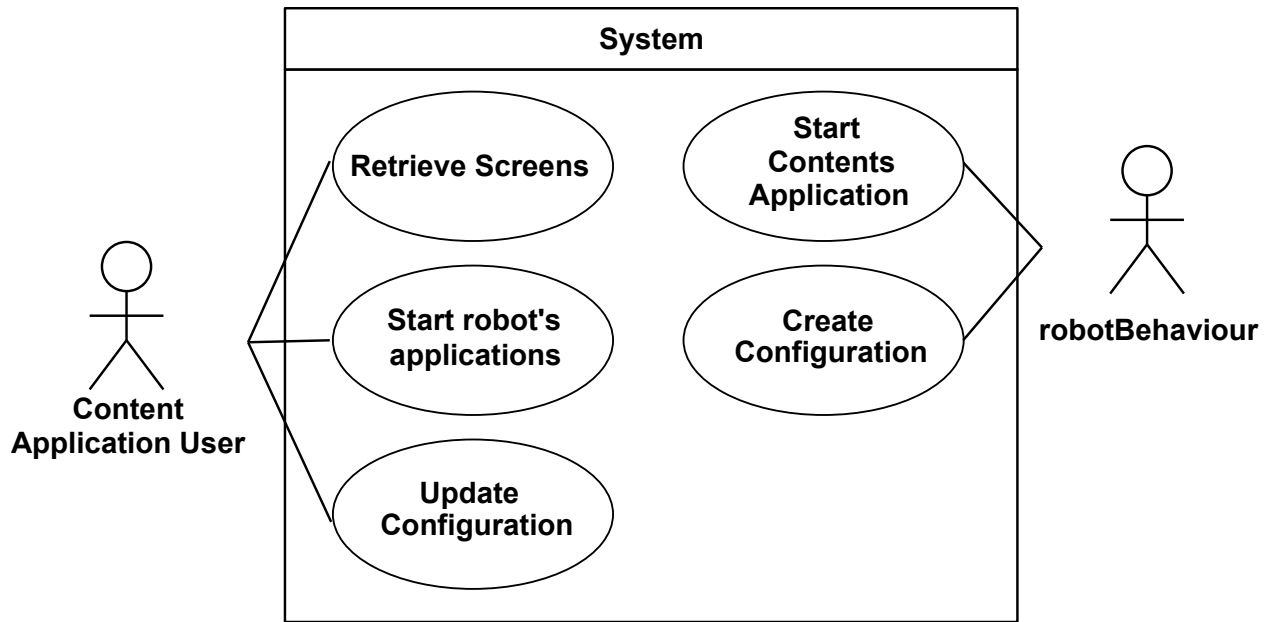 System
Retrieve Screens
Start
Contents
Application
Start robot's
applications
Create
Configuration
Update
Configuration
Content
Application User
robotBehaviour